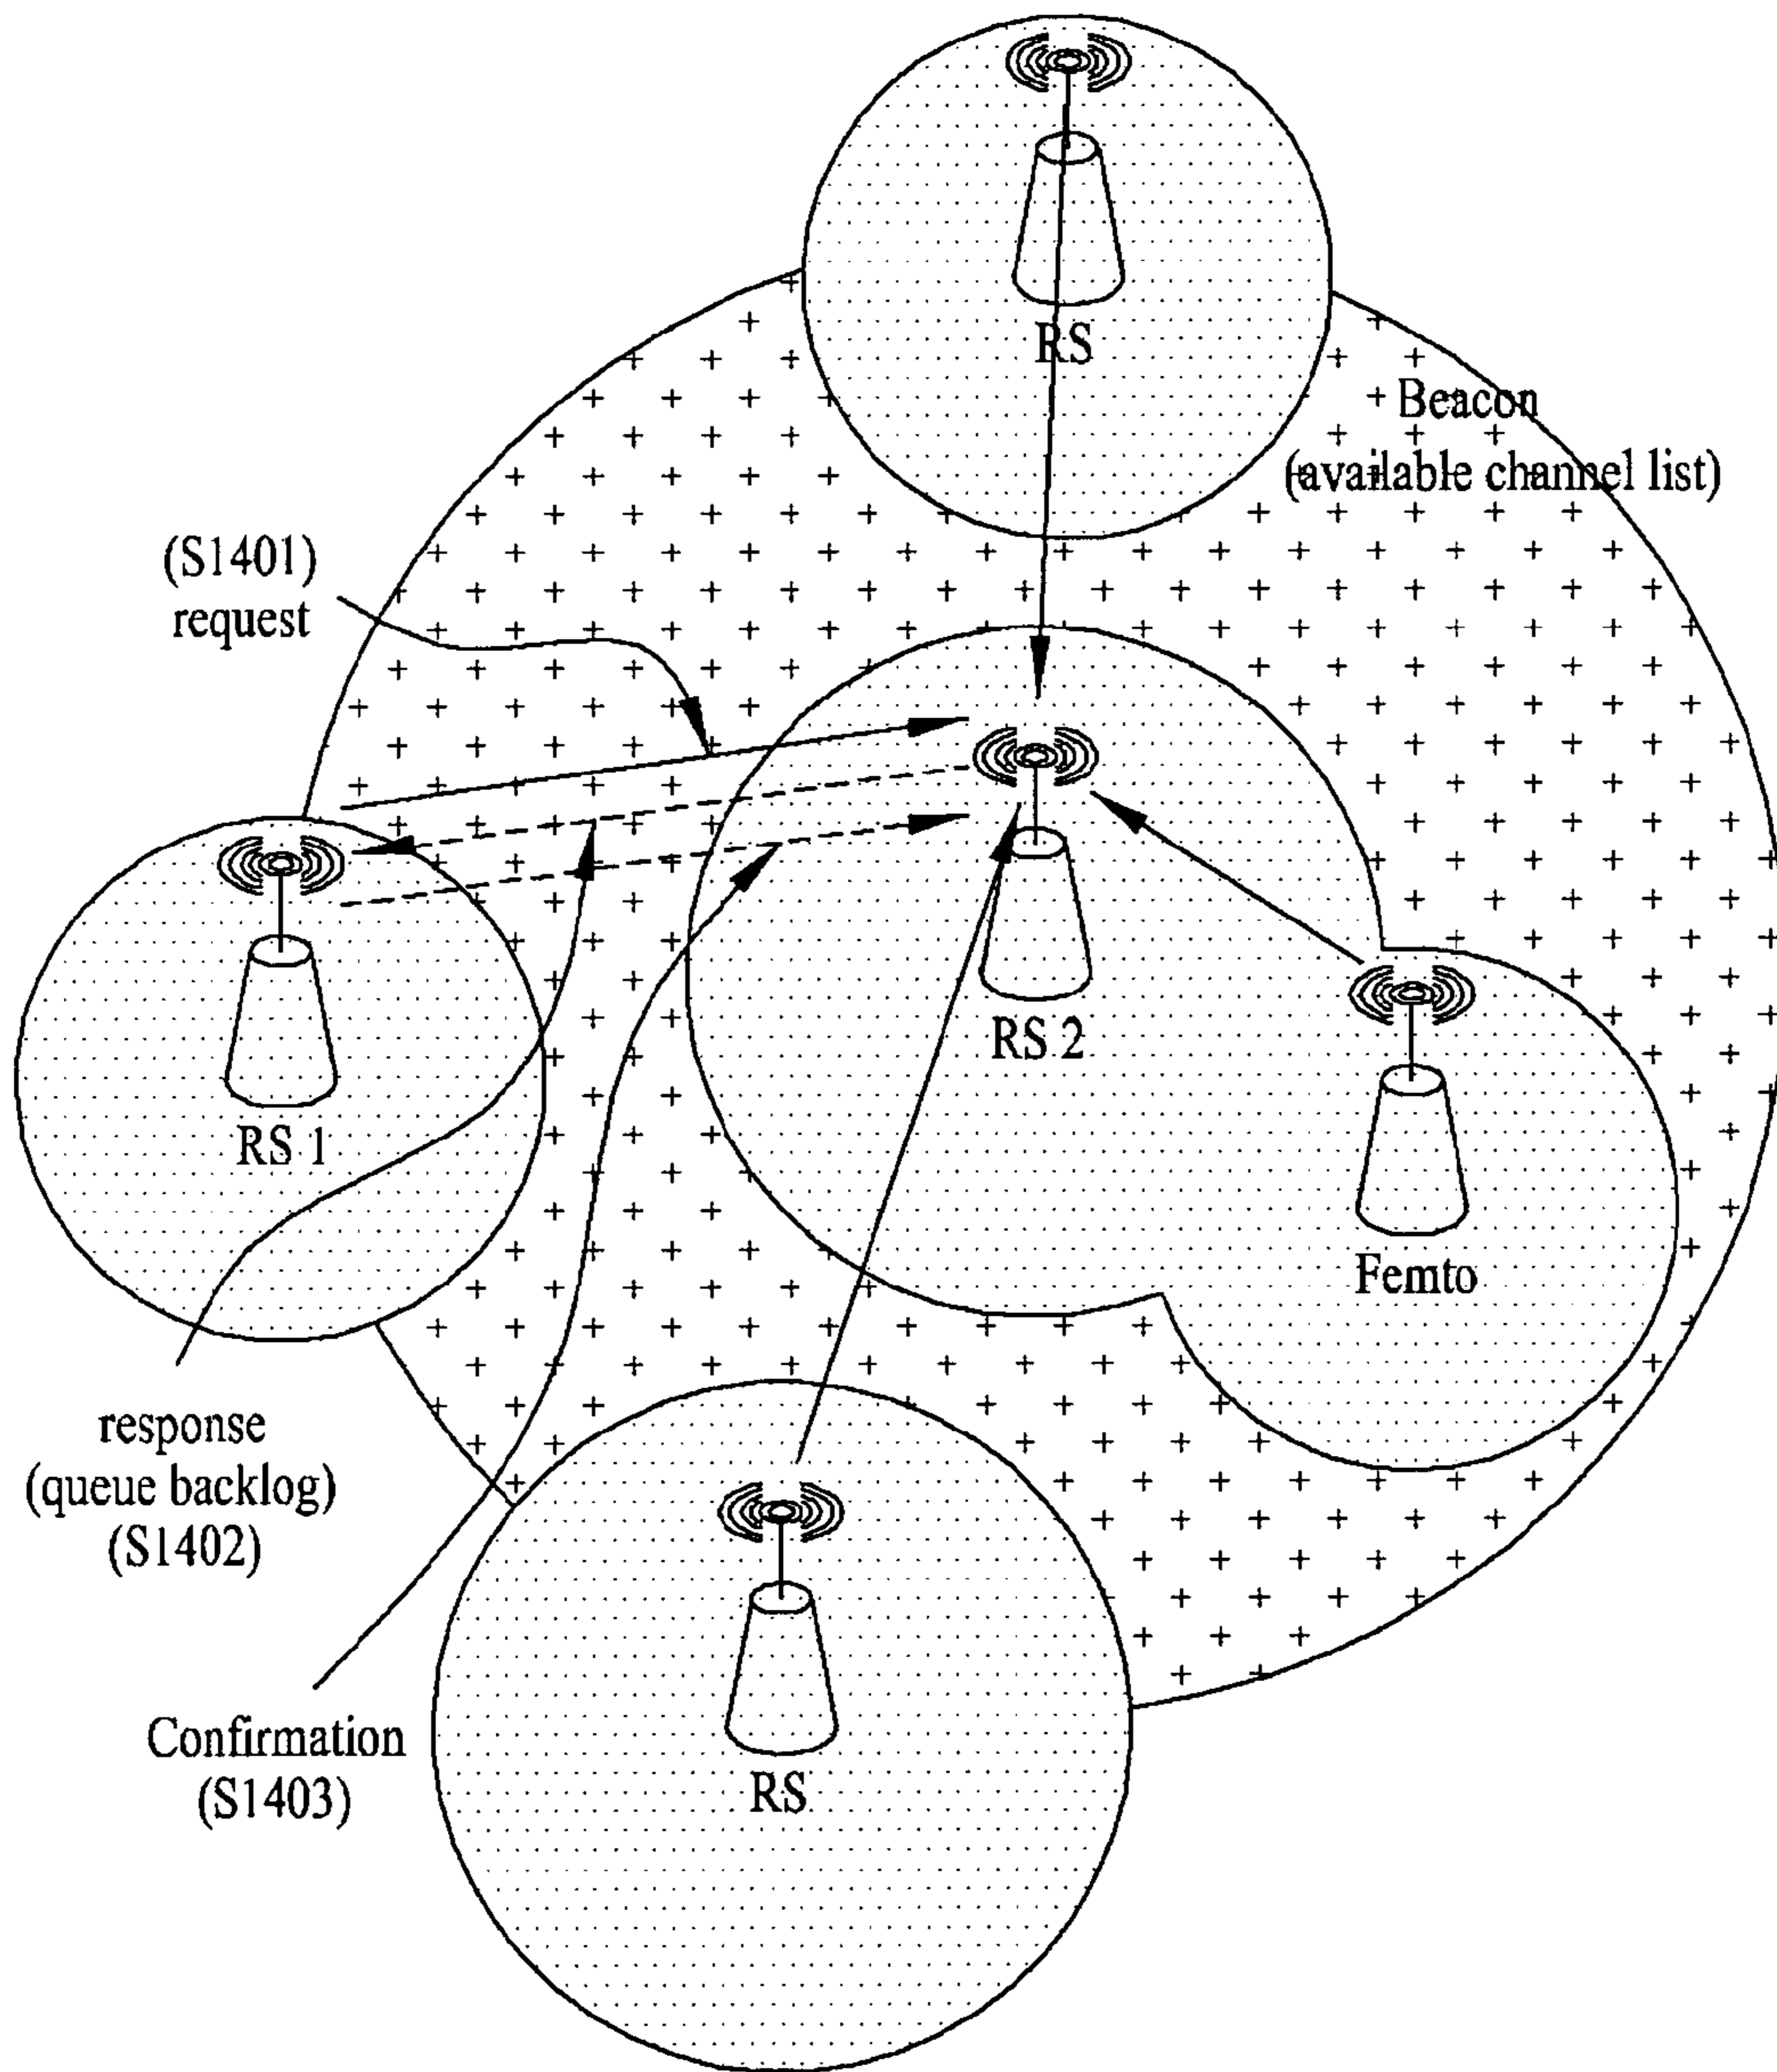 RS
Beacon
(available channel list)
(S1401)
request
RS 2
RS 1
Femto
response
(queue backlog)
(S1402)
Confirmation
(S1403)
RS